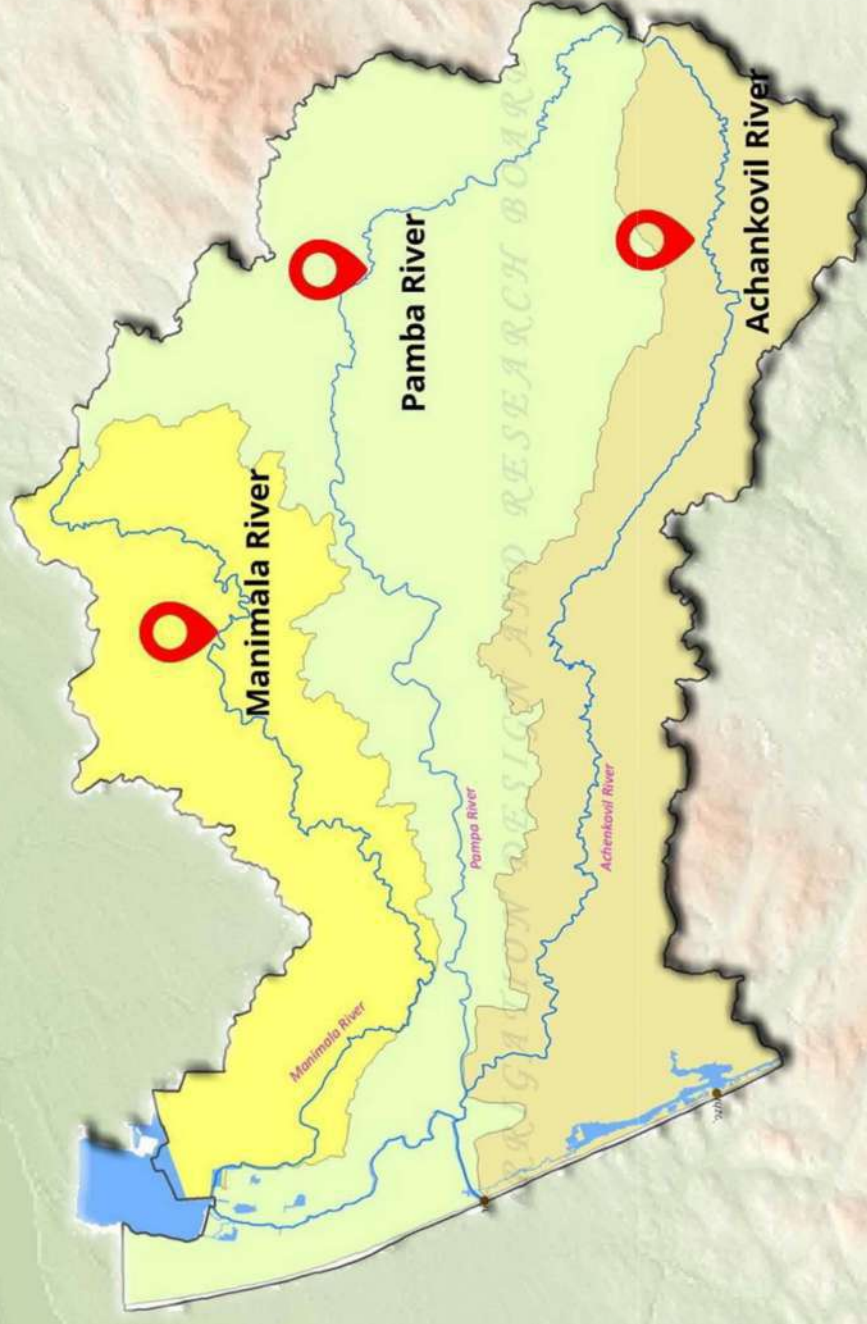 Manimala River
Pamba River
Achankovil River
Manimala River
Pampa River
Achenkovil River
IRRIGATION DESIGN AND RESEARCH BOARD